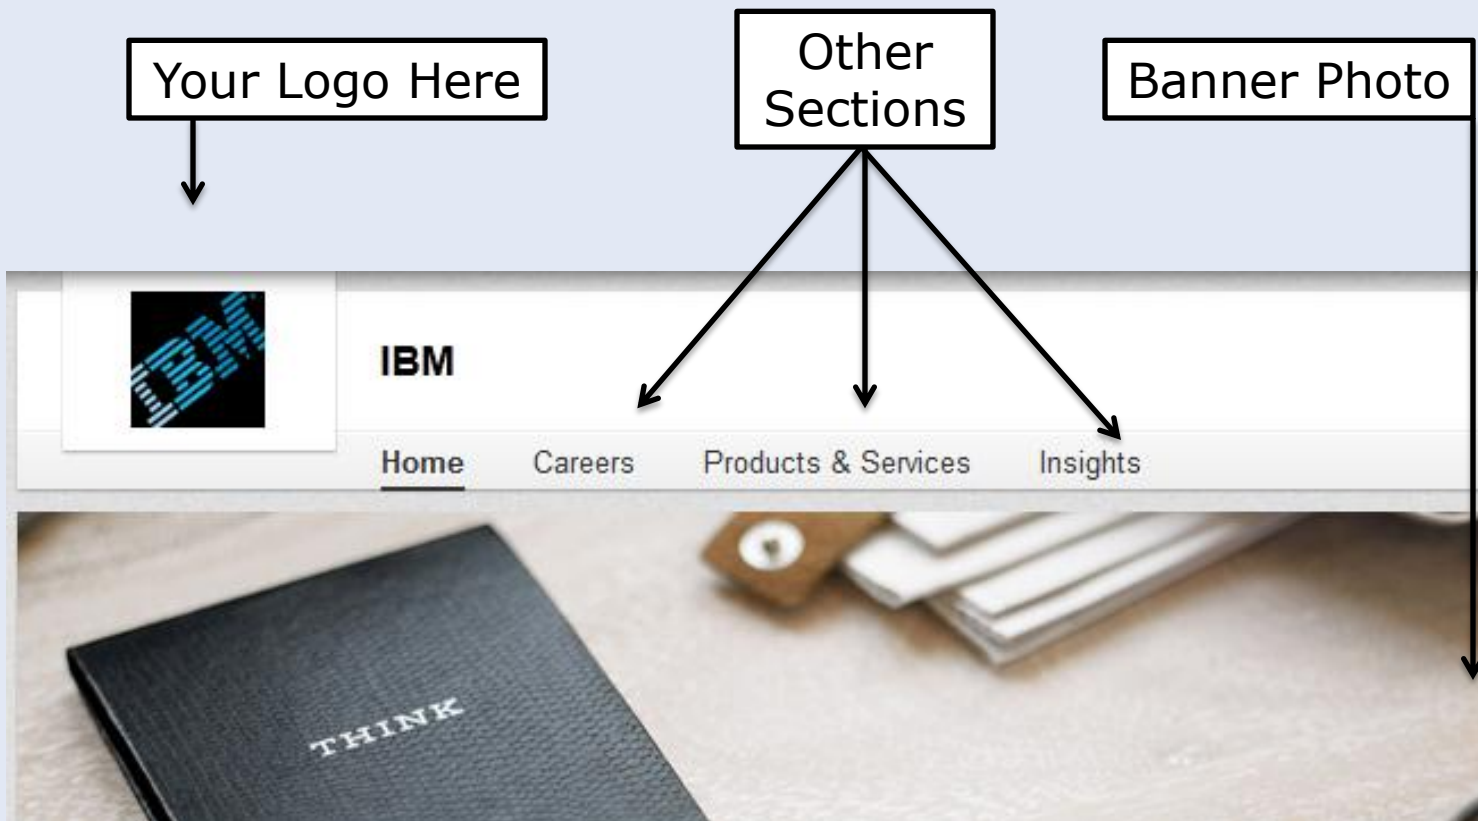 Your Logo Here
Other
Sections
Banner Photo
IBM
IBM
Home Careers Products & Services Insights
THINK